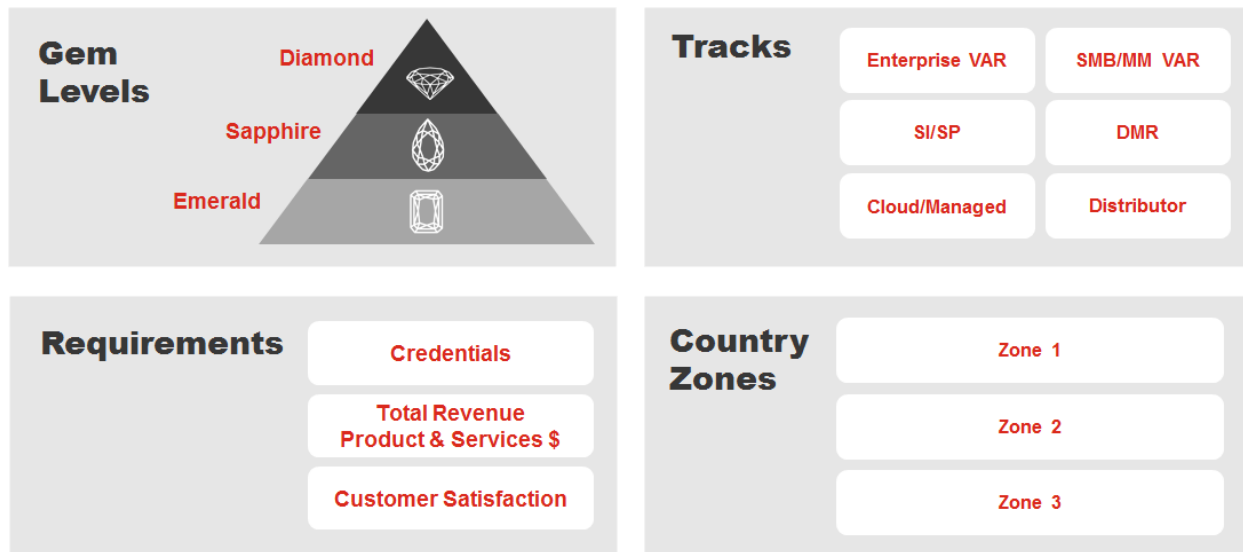 Gem
Levels
Diamond
Sapphire
Emerald
Tracks
Enterprise VAR
SMB/MM VAR
SI/SP
DMR
Cloud/Managed
Distributor
Requirements
Credentials
Total Revenue
Product & Services $
Customer Satisfaction
Country
Zones
Zone 1
Zone 2
Zone 3